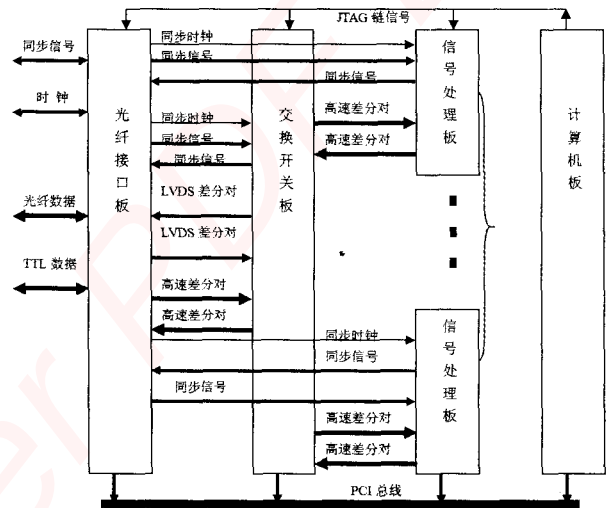 JTAG 链信号
同步信号
时 钟
光纤数据
TTL 数据
光纤接口板
同步时钟
同步信号
同步信号
同步时钟
同步信号
同步信号
LVDS 差分对
LVDS 差分对
高速差分对
高速差分对
交换开关板
高速差分对
高速差分对
信号处理板
计算机板
同步时钟
同步信号
同步信号
高速差分对
高速差分对
信号处理板
PCI 总线